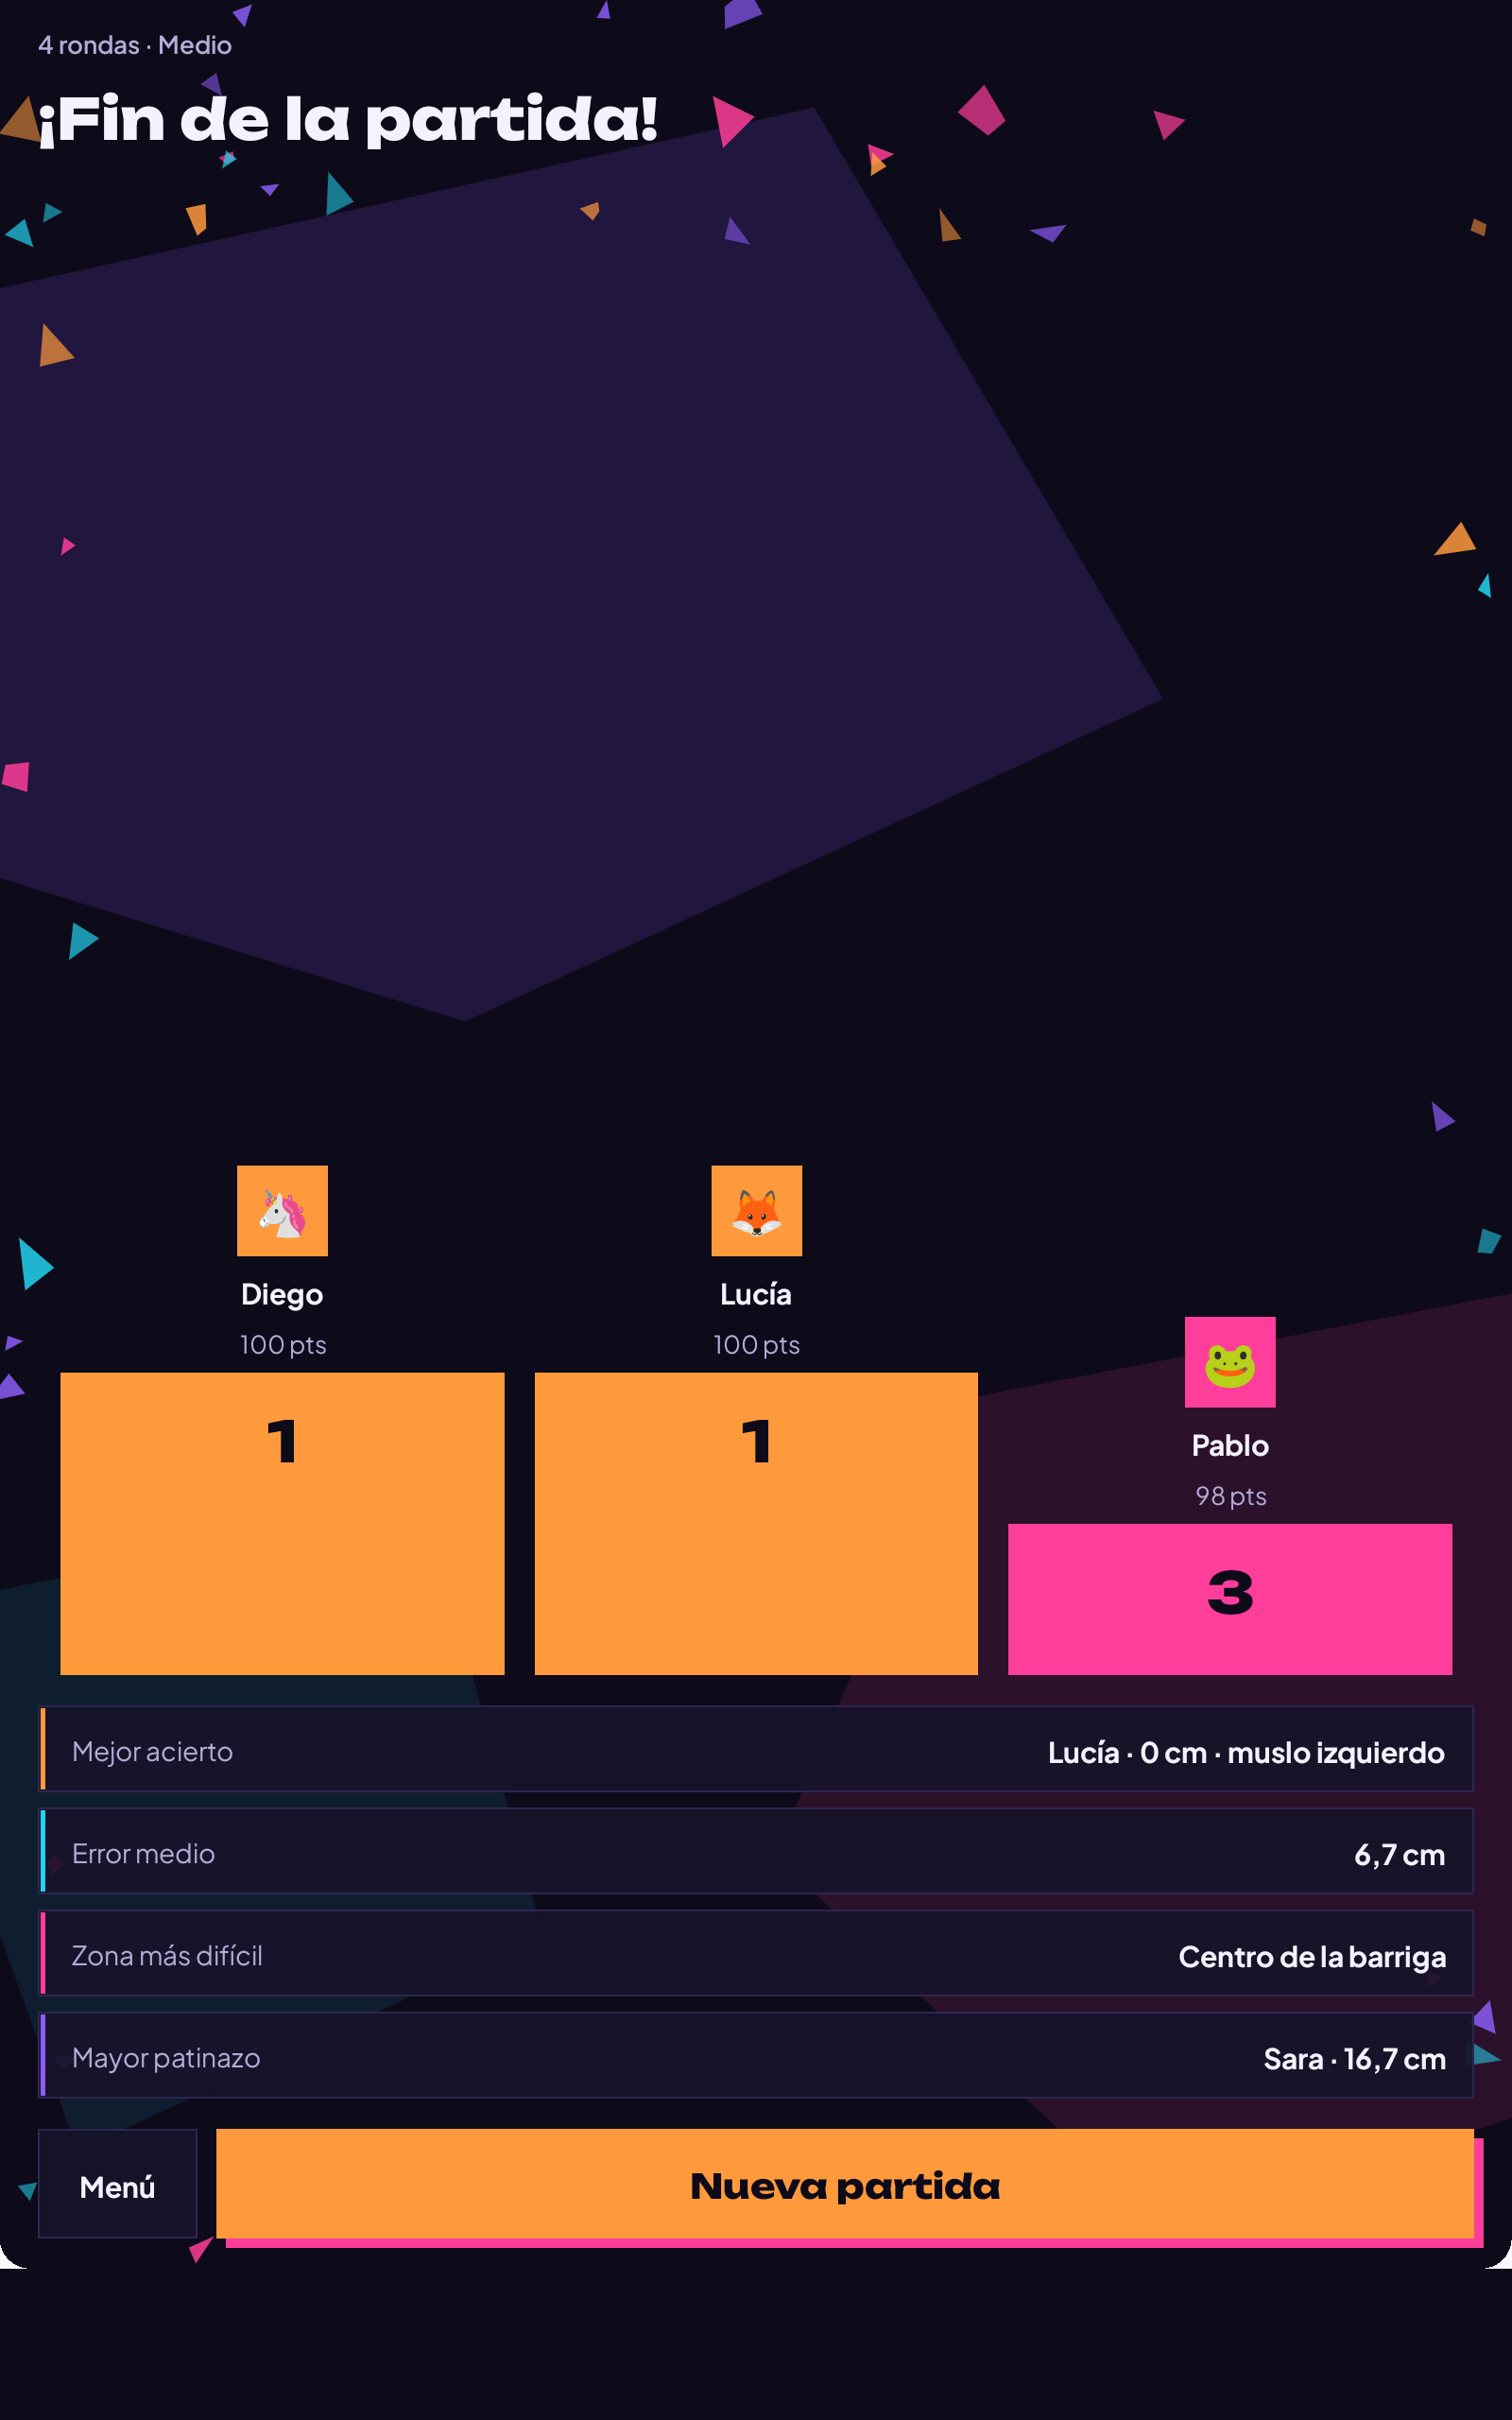 4 rondas · Medio
¡Fin de la partida!
Diego
100 pts
1
Lucía
100 pts
1
Pablo
98 pts
3
Mejor acierto
Lucía · 0 cm · muslo izquierdo
Error medio
6,7 cm
Zona más difícil
Centro de la barriga
Mayor patinazo
Sara · 16,7 cm
Menú
Nueva partida